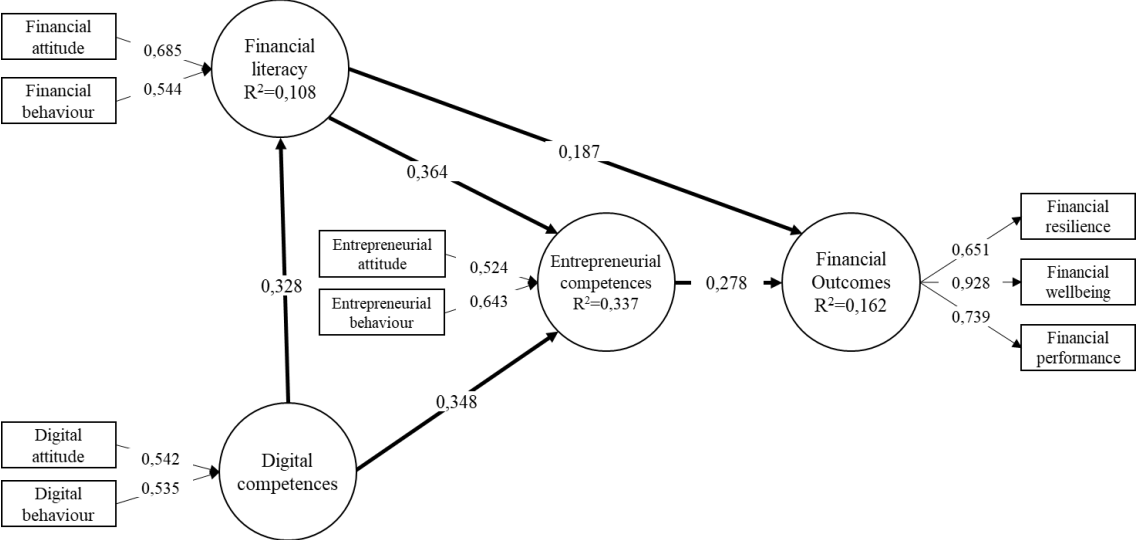 Financial
attitude
0,685
Financial
behaviour
0,544
Financial
literacy
R²=0,108
0,187
0,364
0,328
Entrepreneurial
attitude
0,524
Entrepreneurial
behaviour
0,643
Entrepreneurial
competences
R²=0,337
0,278
Financial
Outcomes
R²=0,162
0,651
0,928
0,739
Financial
resilience
Financial
wellbeing
Financial
performance
0,348
Digital
attitude
0,542
Digital
behaviour
0,535
Digital
competences